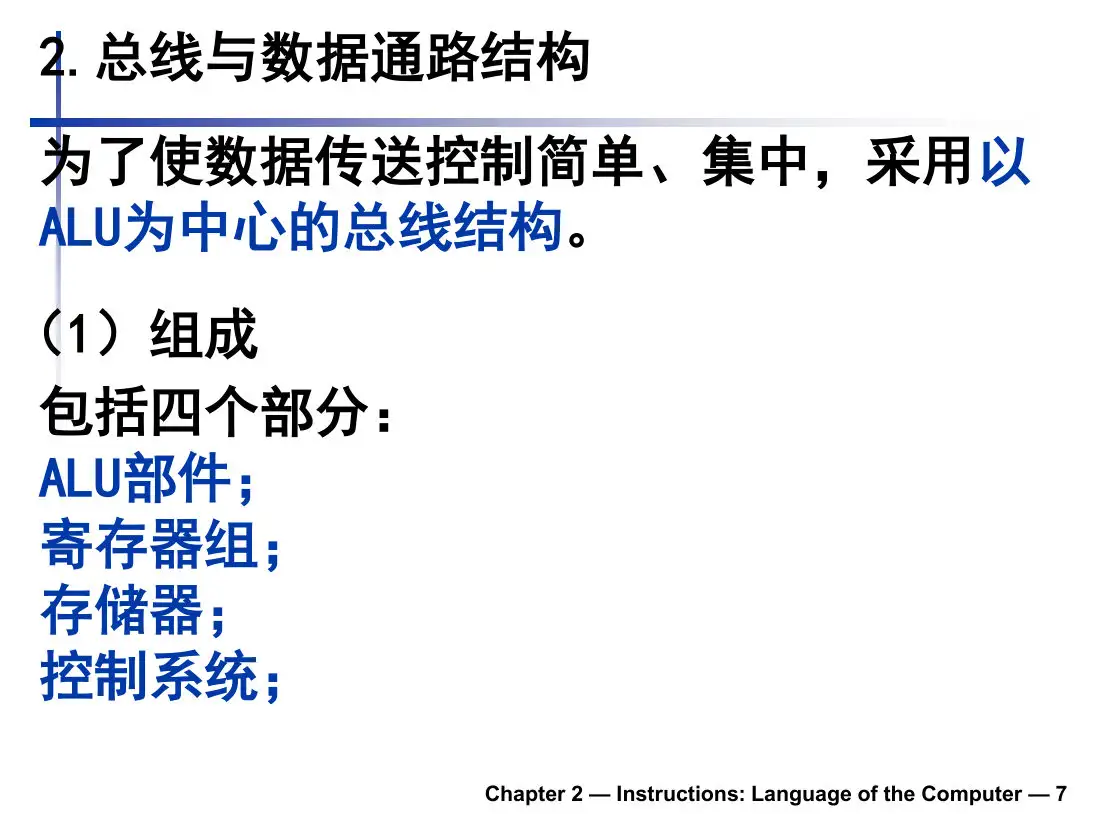 2.总线与数据通路结构
为了使数据传送控制简单、集中，采用以
ALU为中心的总线结构。
（1）组成
包括四个部分：
ALU部件；
寄存器组；
存储器；
控制系统；
Chapter 2 — Instructions: Language of the Computer — 7